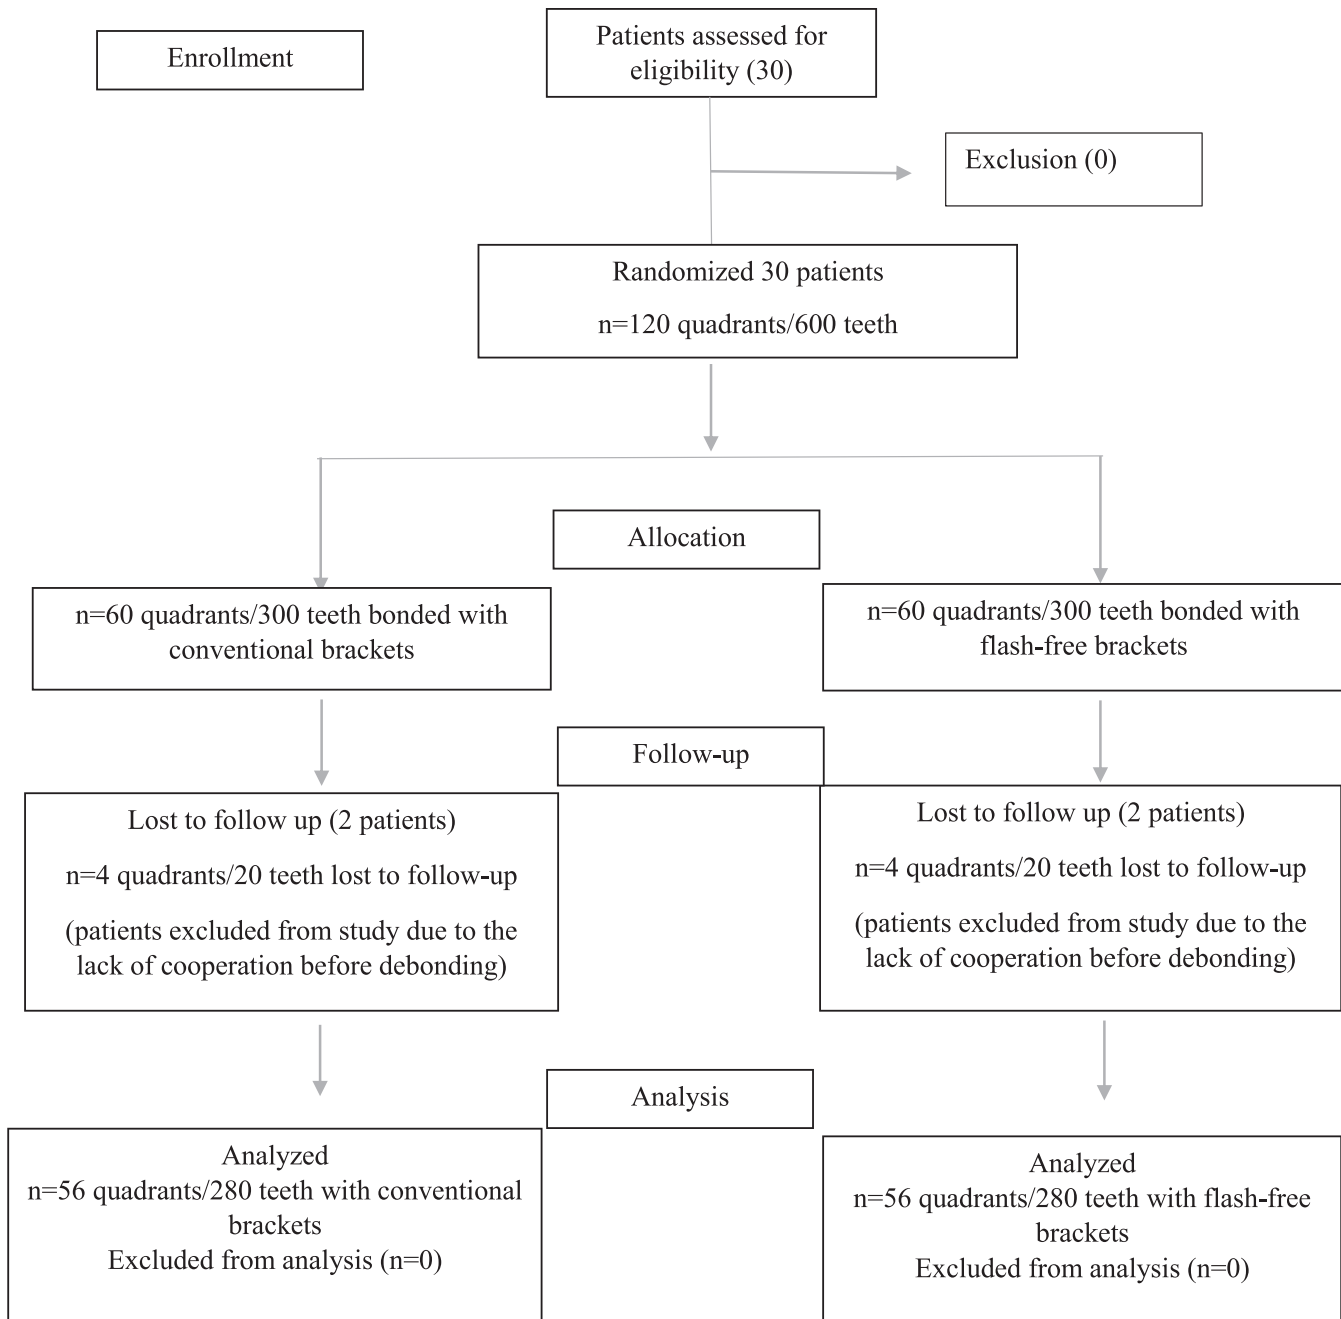 Enrollment
Patients assessed for
eligibility (30)
Exclusion (0)
Randomized 30 patients
n=120 quadrants/600 teeth
Allocation
n=60 quadrants/300 teeth bonded with
conventional brackets
n=60 quadrants/300 teeth bonded with
flash-free brackets
Follow-up
Lost to follow up (2 patients)
n=4 quadrants/20 teeth lost to follow-up
(patients excluded from study due to the
lack of cooperation before debonding)
Lost to follow up (2 patients)
n=4 quadrants/20 teeth lost to follow-up
(patients excluded from study due to the
lack of cooperation before debonding)
Analysis
Analyzed
n=56 quadrants/280 teeth with conventional
brackets
Excluded from analysis (n=0)
Analyzed
n=56 quadrants/280 teeth with flash-free
brackets
Excluded from analysis (n=0)